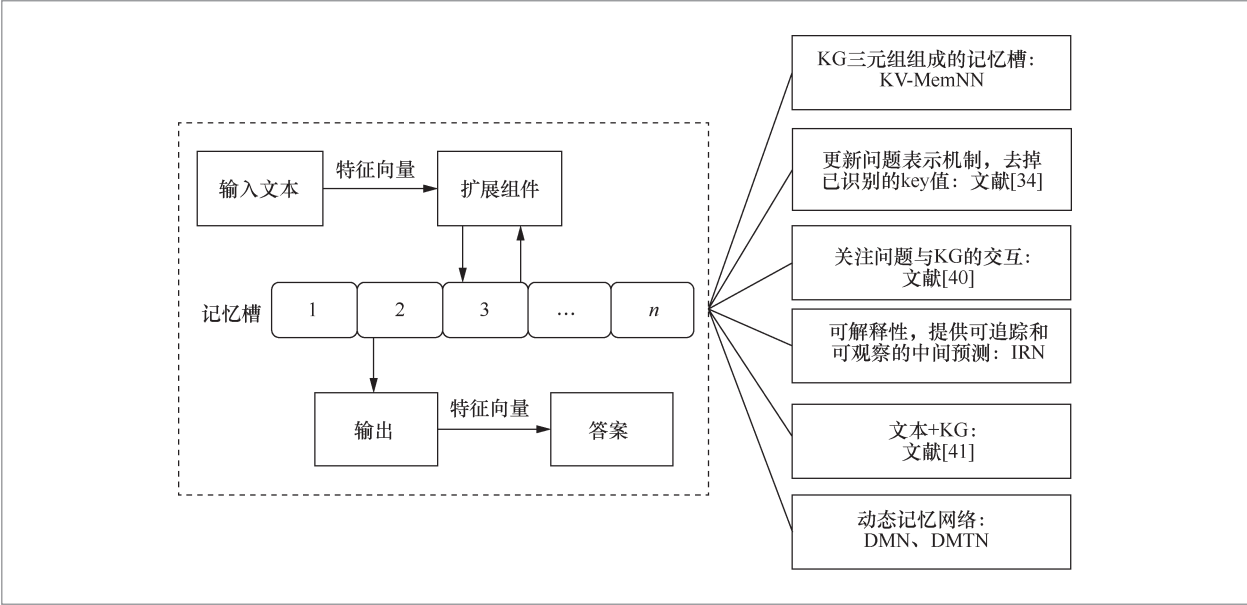 输入文本
特征向量
扩展组件
记忆槽
1
2
3
…
n
输出
特征向量
答案
KG三元组组成的记忆槽：
KV-MemNN
更新问题表示机制，去掉
已识别的key值：文献[34]
关注问题与KG的交互：
文献[40]
可解释性，提供可追踪和
可观察的中间预测：IRN
文本+KG：
文献[41]
动态记忆网络：
DMN、DMTN